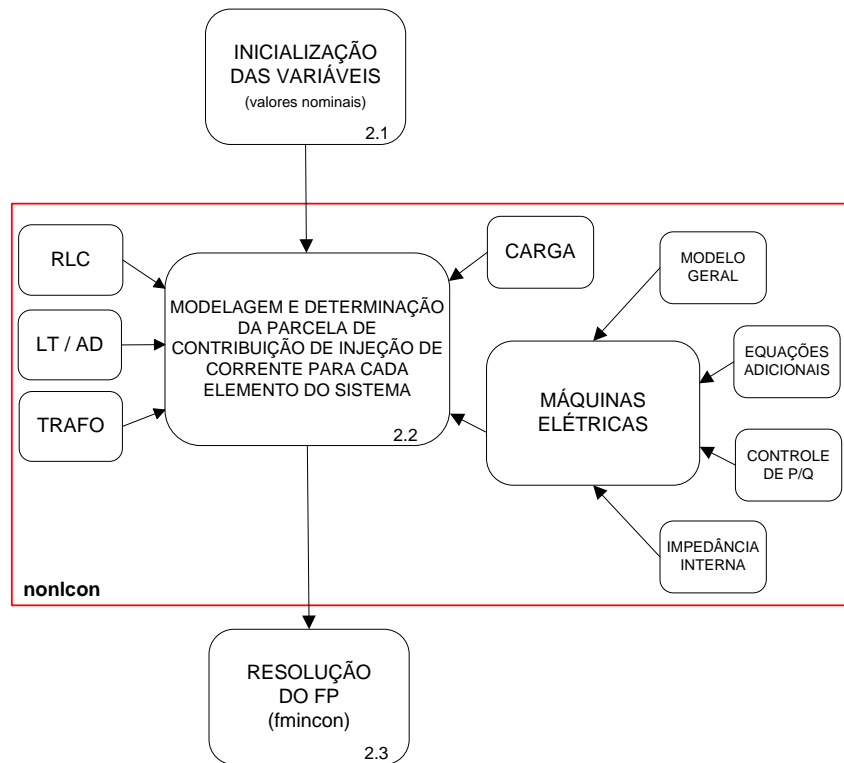 INICIALIZAÇÃO
DAS VARIÁVEIS
(valores nominais)
2.1
RLC
LT / AD
TRAFO
MODELAGEM E DETERMINAÇÃO
DA PARCELA DE
CONTRIBUIÇÃO DE INJEÇÃO DE
CORRENTE PARA CADA
ELEMENTO DO SISTEMA
2.2
CARGA
MODELO
GERAL
EQUAÇÕES
ADICIONAIS
MÁQUINAS
ELÉTRICAS
CONTROLE
DE P/Q
IMPEDÂNCIA
INTERNA
nonlcon
RESOLUÇÃO
DO FP
(fmincon)
2.3